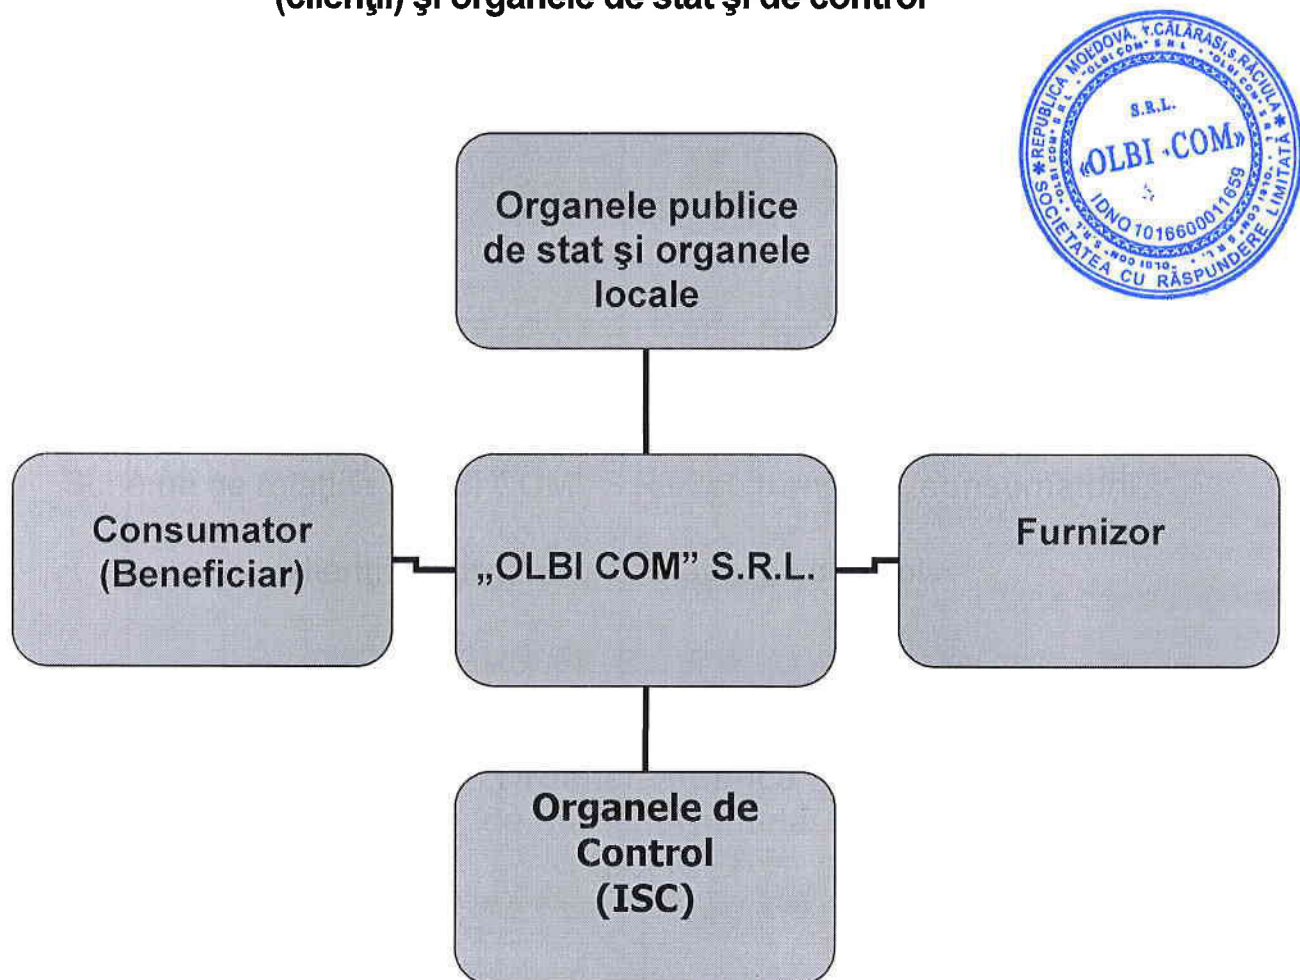 (clienţii) şi organele de stat şi de control
* REPUBLICA MOLDOVA, r.CĂLĂRAŞI,s.RĂCIULA *
SOCIETATEA CU RĂSPUNDERE LIMITATĂ
S.R.L.
«OLBI -COM»
IDNO 1016600011659
Organele publice
de stat şi organele
locale
Consumator
(Beneficiar)
„OLBI COM” S.R.L.
Furnizor
Organele de
Control
(ISC)